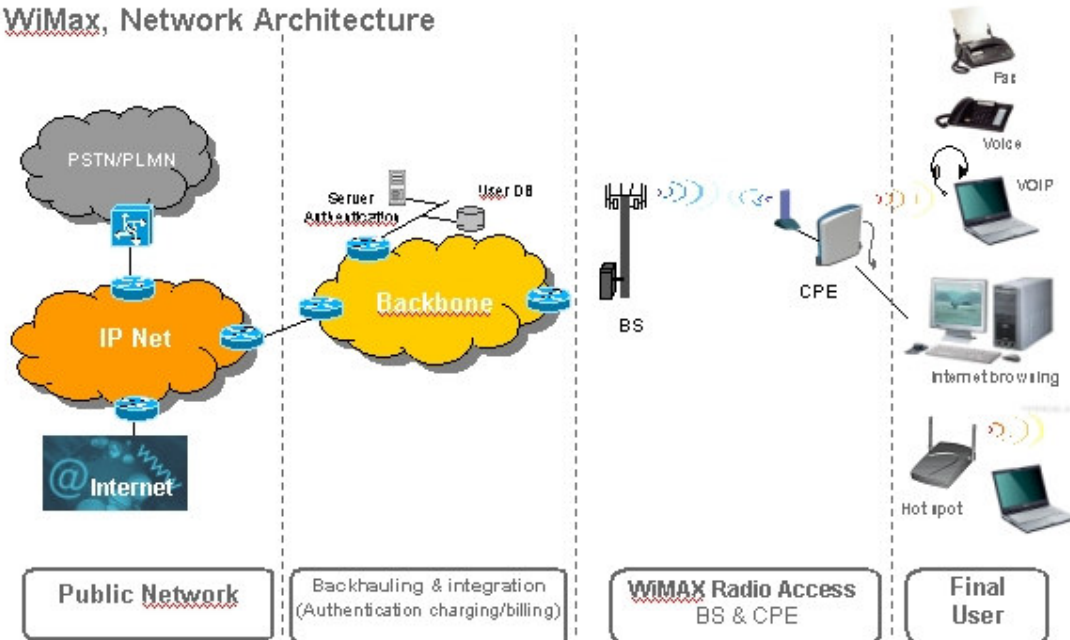 WiMax, Network Architecture
PSTN/PLMN
IP Net
@ Internet
www
Server
Authentication
User DB
Backbone
BS
CPE
Fax
Voice
VOIP
Internet browsing
Hot spot
Public Network
Backhauling & integration
(Authentication charging/billing)
WiMAX Radio Access
BS & CPE
Final
User